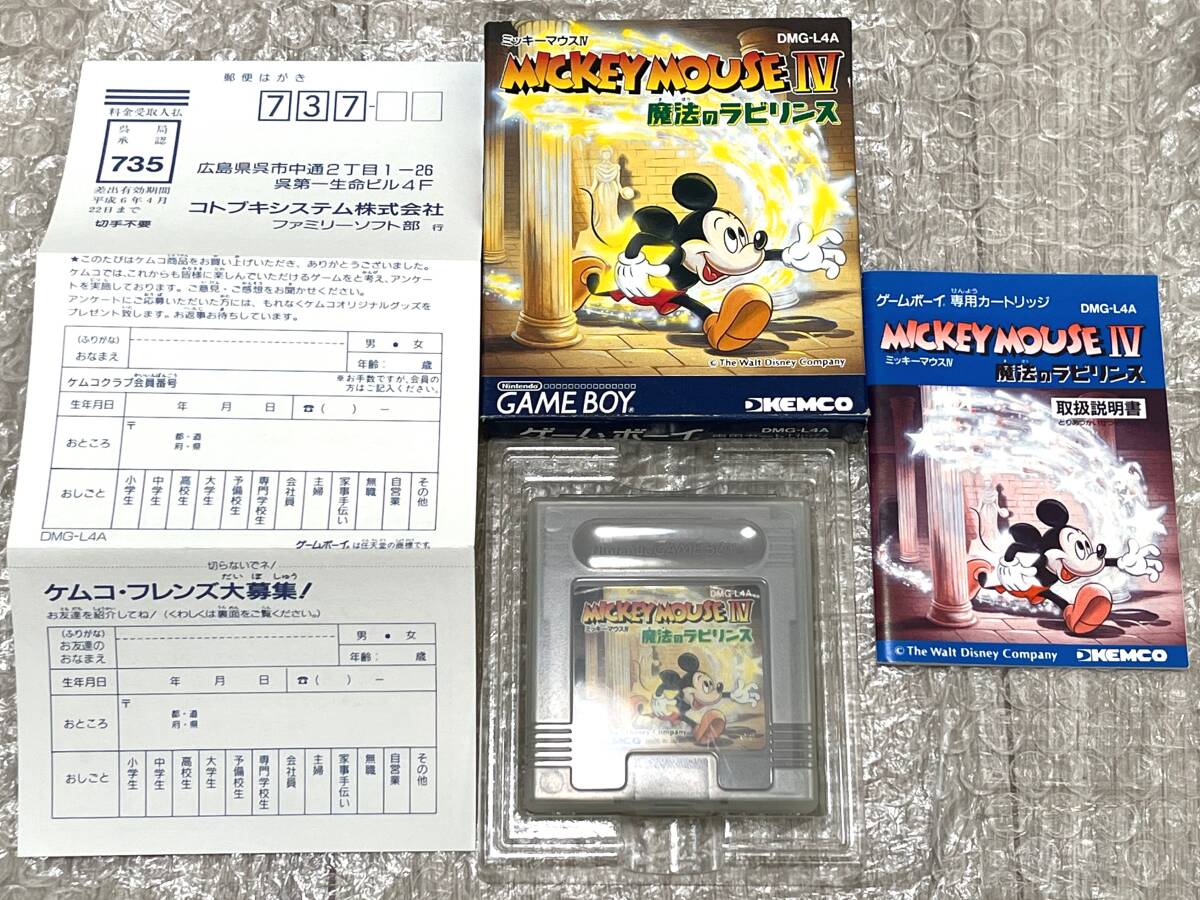 郵便はがき
料金受取人払
呉局
承認
735
差出有効期間
平成6年4月
22日まで
切手不要
737-
広島県呉市中通2丁目1-26
呉第一生命ビル4F
コトブキシステム株式会社
ファミリーソフト部 行
★このたびはケムコ商品をお買い上げいただき、ありがとうございました。
ケムコでは、これからも皆様に楽しんでいただけるゲームをと考え、アンケー
トを実施しております。ご意見・ご感想をお聞かせください。
アンケートにご応募いただいた方には、もれなくケムコオリジナルグッズを
プレゼント致します。お返事お待ちしています。
(ふりがな)
おなまえ
男 ● 女
年齢: 歳
ケムコクラブ会員番号
※お手数ですが、会員の
方はご記入ください。
生年月日 年 月 日 ☎( ) −
おところ 〒
都・道
府・県
おしごと 小学生 中学生 高校生 大学生 予備校生 専門学校生 会社員 主婦 家事手伝い 無職 自営業 その他
DMG-L4A
ゲームボーイは任天堂の商標です。
切らないでネ!
ケムコ・フレンズ大募集!
だいぼしゅう
お友達を紹介してね!(くわしくは裏面をご覧ください。)
(ふりがな)
お友達の
おなまえ
男 ● 女
年齢: 歳
生年月日 年 月 日 ☎( ) −
おところ 〒
都・道
府・県
おしごと 小学生 中学生 高校生 大学生 予備校生 専門学校生 会社員 主婦 家事手伝い 無職 自営業 その他
ミッキーマウスIV
DMG-L4A
MICKEY MOUSE IV
魔法のラビリンス
© The Walt Disney Company
Nintendo
GAME BOY
KEMCO
ゲームボーイ
DMG-L4A
Nintendo GAME BOY
DMG-L4A
MICKEY MOUSE IV
ミッキーマウスIV
魔法のラビリンス
Disney Company
ゲームボーイ専用カートリッジ
せんよう
DMG-L4A
MICKEY MOUSE IV
ミッキーマウスIV
魔法のラビリンス
取扱説明書
© The Walt Disney Company
KEMCO